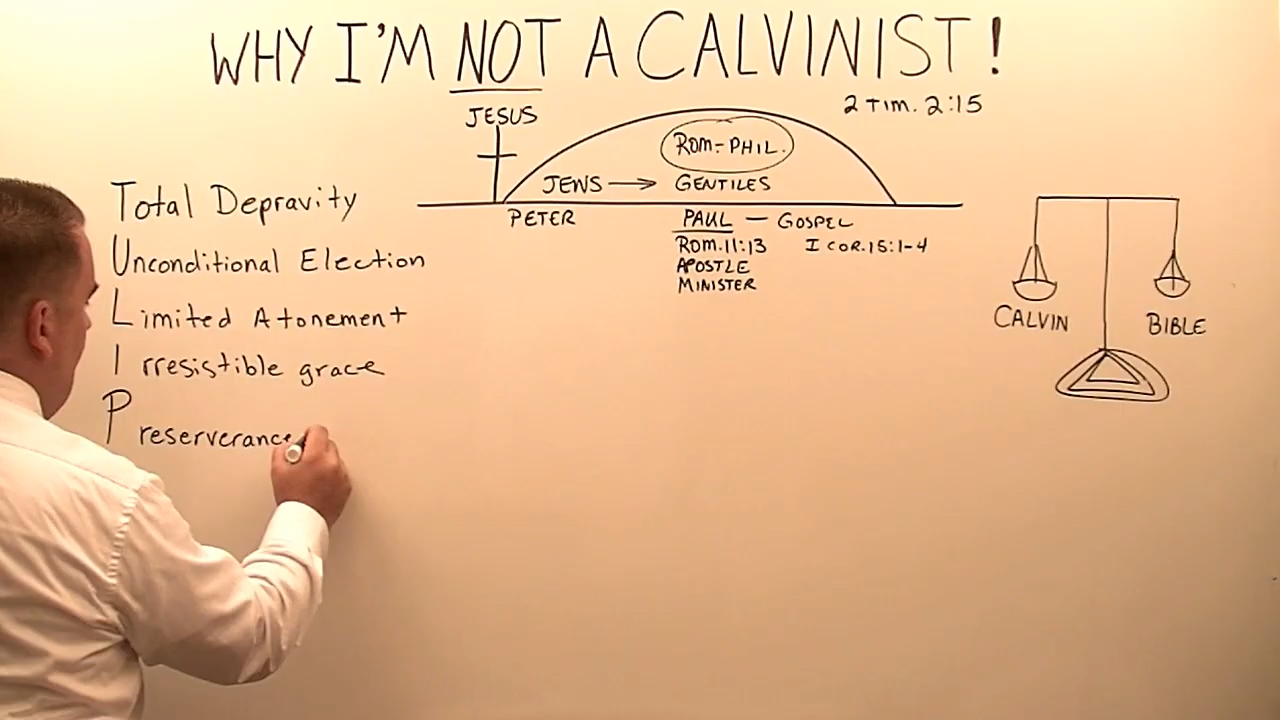 WHY I'M NOT A CALVINIST!
JESUS
2 Tim. 2:15
ROM-PHIL.
JEWS → GENTILES
PETER
PAUL — GOSPEL
ROM. 11:13 I COR. 15:1-4
APOSTLE
MINISTER
Total Depravity
Unconditional Election
Limited Atonement
Irresistible grace
Preserverance
CALVIN
BIBLE